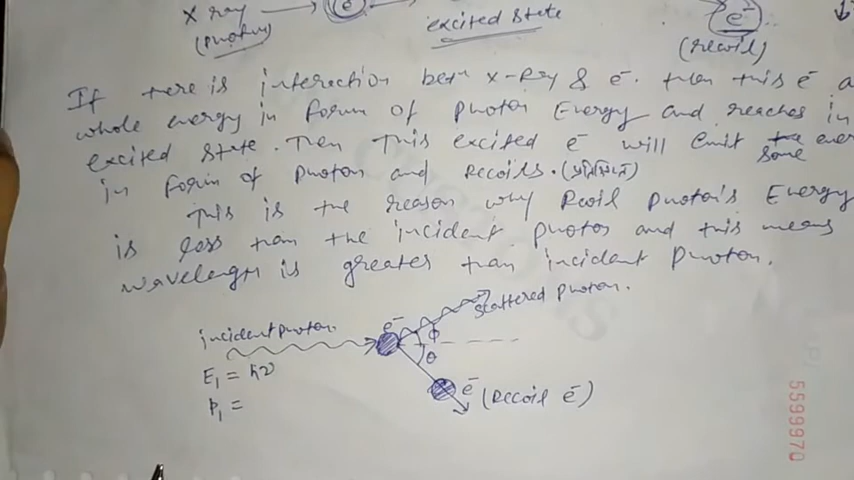 x ray
(photon)
e⁻
excited state
e⁻
(recoil)
If there is interaction betⁿ x-Ray & e⁻. then this e⁻ a
whole energy in form of photon Energy and reaches in
excited state. Then This excited e⁻ will emit some ener
in form of photon and Recoils.
This is the reason why Recoil photon's Energy
is less than the incident photon and this means
wavelength is greater than incident photon.
scattered photon.
incident photon.
e⁻
ϕ
θ
E₁ = hν
e⁻ (Recoil e⁻)
p₁ =
5599970